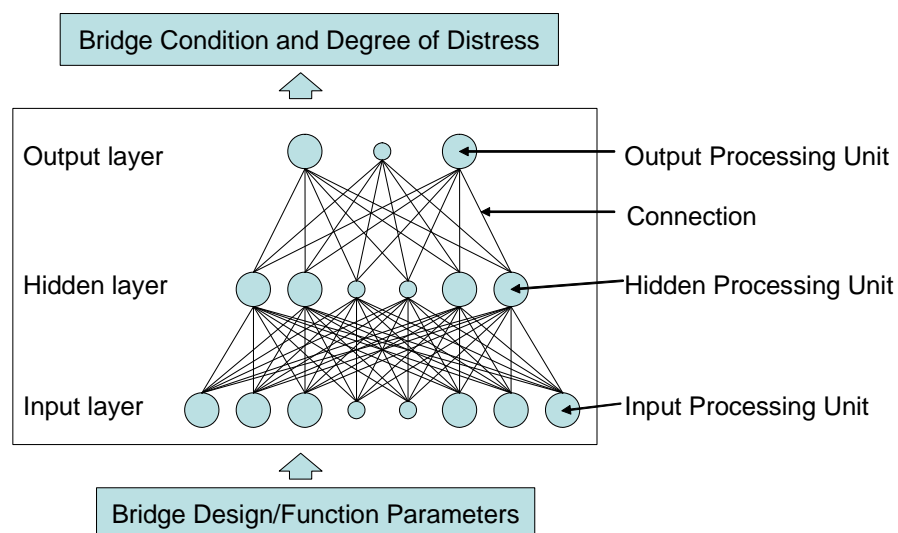 Bridge Condition and Degree of Distress
Output layer
Output Processing Unit
Connection
Hidden layer
Hidden Processing Unit
Input layer
Input Processing Unit
Bridge Design/Function Parameters